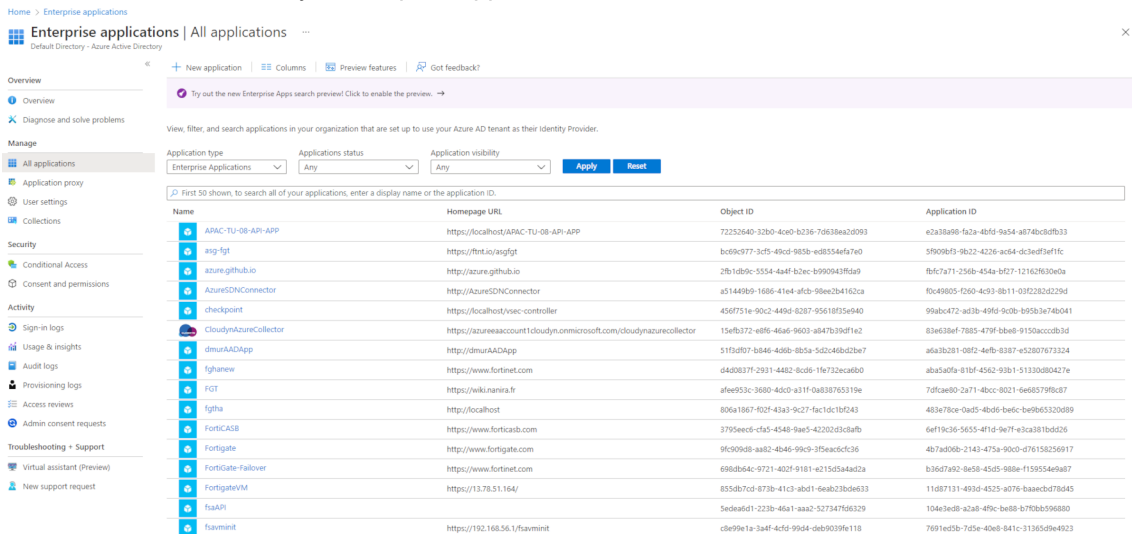 Home > Enterprise applications
Enterprise applications | All applications ...
Default Directory - Azure Active Directory
+ New application Columns Preview features Got feedback?
Try out the new Enterprise Apps search preview! Click to enable the preview. →
View, filter, and search applications in your organization that are set up to use your Azure AD tenant as their Identity Provider.
Application type Applications status Application visibility
Enterprise Applications Any Any Apply Reset
First 50 shown, to search all of your applications, enter a display name or the application ID.
Overview
Overview
Diagnose and solve problems
Manage
All applications
Application proxy
User settings
Collections
Security
Conditional Access
Consent and permissions
Activity
Sign-in logs
Usage & insights
Audit logs
Provisioning logs
Access reviews
Admin consent requests
Troubleshooting + Support
Virtual assistant (Preview)
New support request
Name Homepage URL Object ID Application ID
APAC-TU-08-API-APP https://localhost/APAC-TU-08-API-APP 72252640-32b0-4ce0-b236-7d638ea2d093 e2a38a98-fa2a-4bfd-9a54-a874bc8dfb33
asg-fgt https://ftnt.io/asgfgt bc69c977-3cf5-49cd-985b-ed8554efa7e0 5f909bf3-9b22-4226-ac64-dc3edf3ef1fc
azure.github.io http://azure.github.io 2fb1db9c-5554-4a4f-b2ec-b990943ffda9 fbfc7a71-256b-454a-bf27-12162f630e0a
AzureSDNConnector http://AzureSDNConnector a51449b9-1686-41e4-afcb-98ee2b4162ca f0c49805-f260-4c93-8b11-03f2282d229d
checkpoint https://localhost/vsec-controller 456f751e-90c2-449d-8287-95618f35e940 99abc472-ad3b-49fd-9c0b-b95b3e74b041
CloudynAzureCollector https://azureeaaccount1cloudyn.onmicrosoft.com/cloudynazurecollector 15efb372-e8f6-46a6-9603-a847b39df1e2 83e638ef-7885-479f-bbe8-9150acccdb3d
dmurAADApp http://dmurAADApp 51f3df07-b846-4d6b-8b5a-5d2c46bd2be7 a6a3b281-08f2-4efb-8387-e52807673324
fghanew https://www.fortinet.com d4d0837f-2931-4482-8cd6-1fe732eca6b0 aba5a0fa-81bf-4562-93b1-51330d80427e
FGT https://wiki.nanira.fr afee953c-3680-4dc0-a31f-0a838765319e 7dfcae80-2a71-4bcc-8021-6e68579f8c87
fgtha http://localhost 806a1867-f02f-43a3-9c27-fac1dc1bf243 483e78ce-0ad5-4bd6-be6c-be9b65320d89
FortiCASB https://www.forticasb.com 3795eec6-cfa5-4548-9ae5-42202d3c8afb 6ef19c36-5655-4f1d-9e7f-e3ca381bdd26
Fortigate http://www.fortigate.com 9fc909d8-aa82-4b46-99c9-3f5eac6cfc36 4b7ad06b-2143-475a-90c0-d76158256917
FortiGate-Failover https://www.fortinet.com 698db64c-9721-402f-9181-e215d5a4ad2a b36d7a92-8e58-45d5-988e-f159554e9a87
FortigateVM https://13.78.51.164/ 855db7cd-873b-41c3-abd1-6eab23bde633 11d87131-493d-4525-a076-baaecbd78d45
fsaAPI 5edea6d1-223b-46a1-aaa2-527347fd6329 104e3ed8-a2a8-4f9c-be88-b7f0bb596880
fsavminit https://192.168.56.1/fsavminit c8e99e1a-3a4f-4cfd-99d4-deb9039fe118 7691ed5b-7d5e-40e8-841c-31365d9e4923